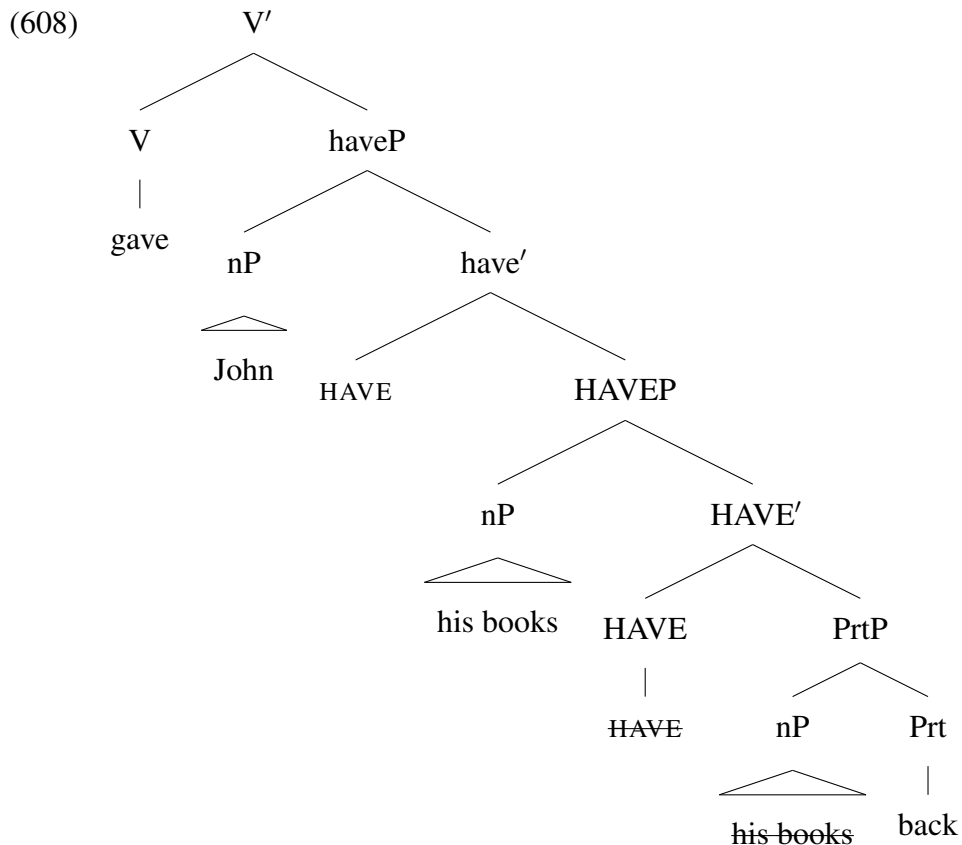 (608) V′
V haveP
gave nP have′
John HAVE HAVEP
nP HAVE′
his books HAVE PrtP
HAVE nP Prt
his books back